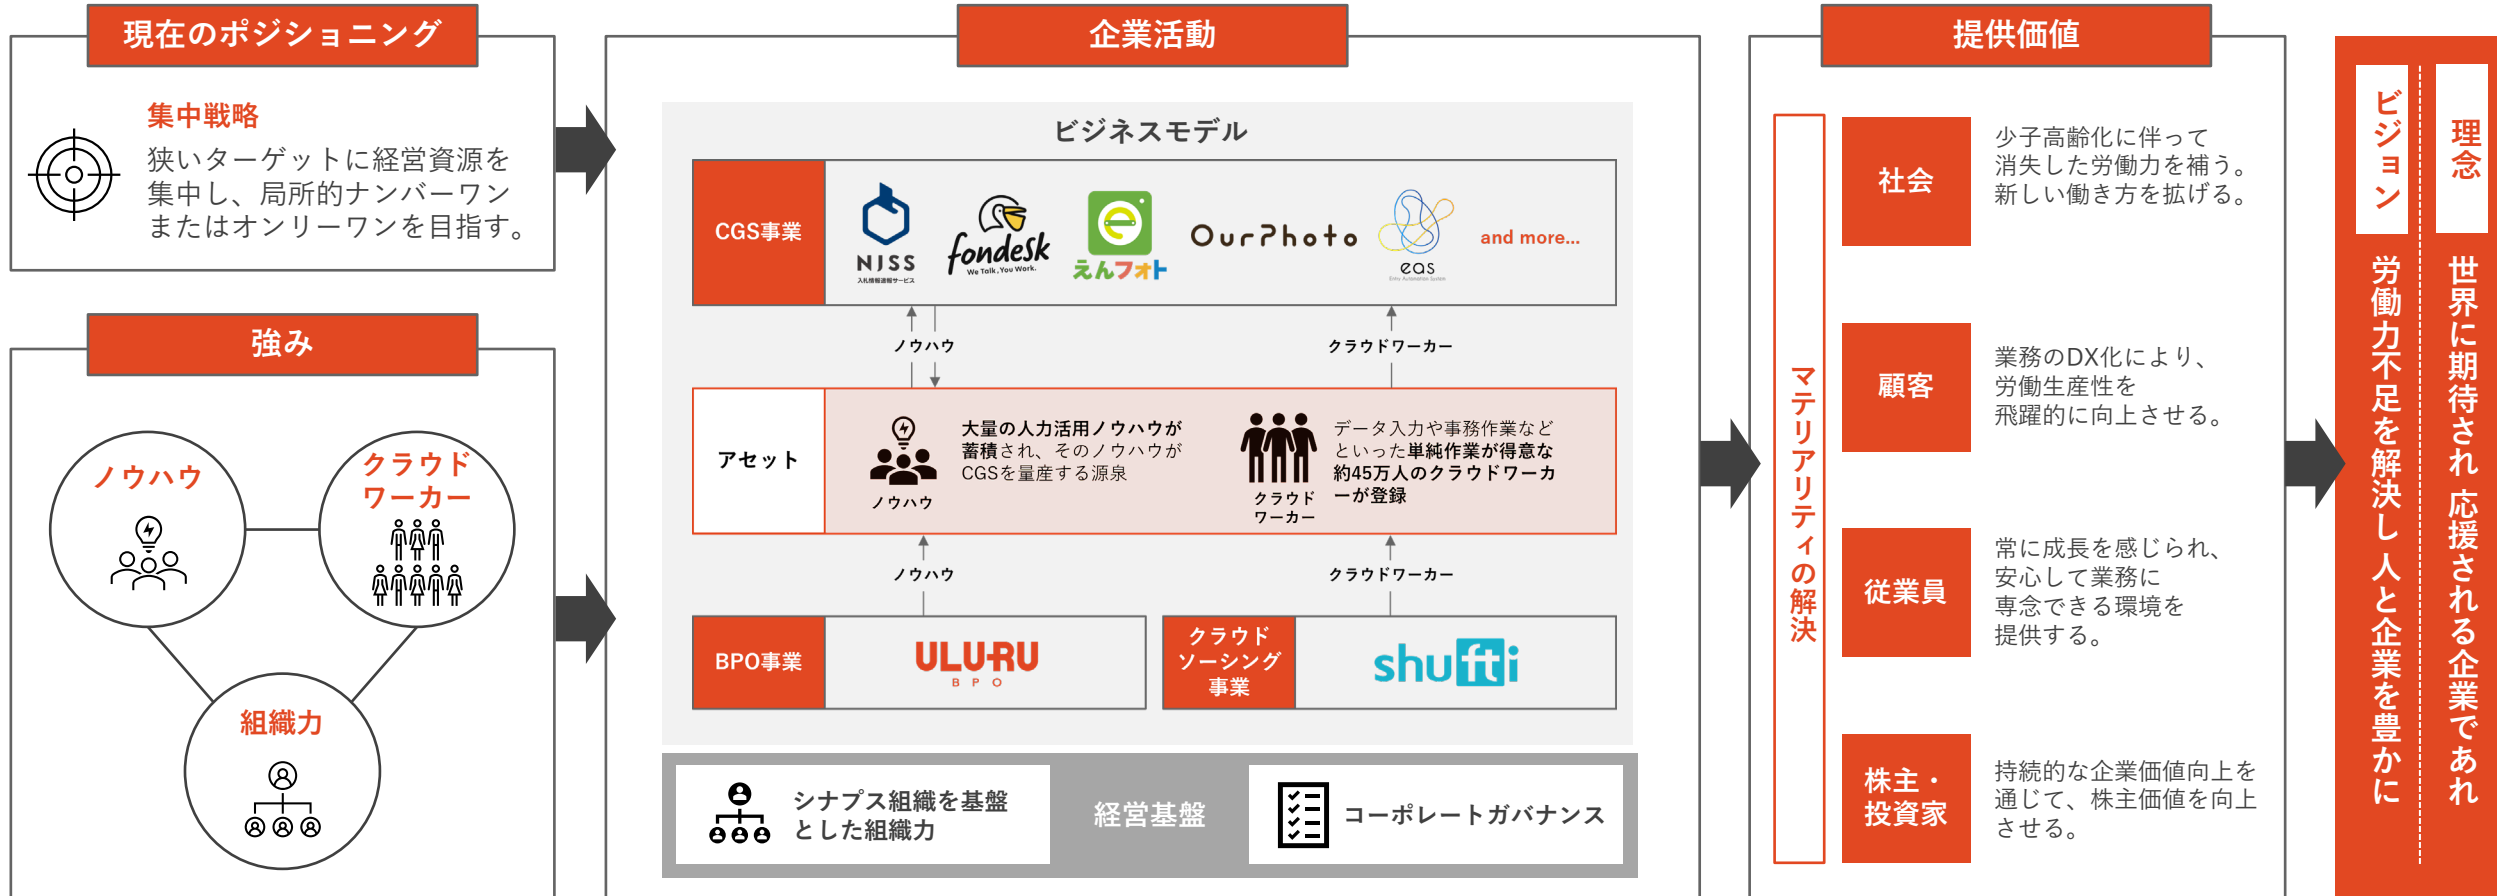 現在のポジショニング
集中戦略
狭いターゲットに経営資源を
集中し、局所的ナンバーワン
またはオンリーワンを目指す。
強み
ノウハウ
クラウド
ワーカー
組織力
企業活動
ビジネスモデル
CGS事業
NJSS
入札情報速報サービス
fondesk
We Talk, You Work.
えんフォト
OurPhoto
eas
Entry Automation System
and more...
ノウハウ
クラウドワーカー
アセット
ノウハウ
大量の人力活用ノウハウが
蓄積され、そのノウハウが
CGSを量産する源泉
クラウド
ワーカー
データ入力や事務作業など
といった単純作業が得意な
約45万人のクラウドワーカ
ーが登録
ノウハウ
クラウドワーカー
BPO事業
ULURU
BPO
クラウド
ソーシング
事業
shufti
シナプス組織を基盤
とした組織力
経営基盤
コーポレートガバナンス
提供価値
マテリアリティの解決
社会
少子高齢化に伴って
消失した労働力を補う。
新しい働き方を拡げる。
顧客
業務のDX化により、
労働生産性を
飛躍的に向上させる。
従業員
常に成長を感じられ、
安心して業務に
専念できる環境を
提供する。
株主・
投資家
持続的な企業価値向上を
通じて、株主価値を向上
させる。
理念
世界に期待され 応援される企業であれ
ビジョン
労働力不足を解決し 人と企業を豊かに